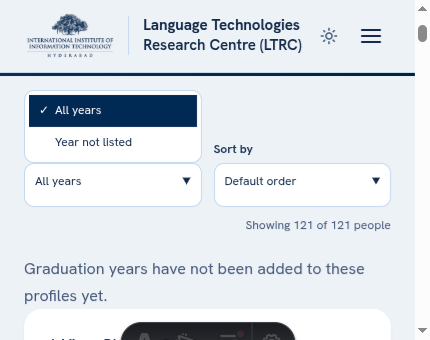 INTERNATIONAL INSTITUTE OF
INFORMATION TECHNOLOGY
HYDERABAD
Language Technologies
Research Centre (LTRC)
✓ All years
Year not listed
Sort by
All years ▼
Default order ▼
Showing 121 of 121 people
Graduation years have not been added to these
profiles yet.